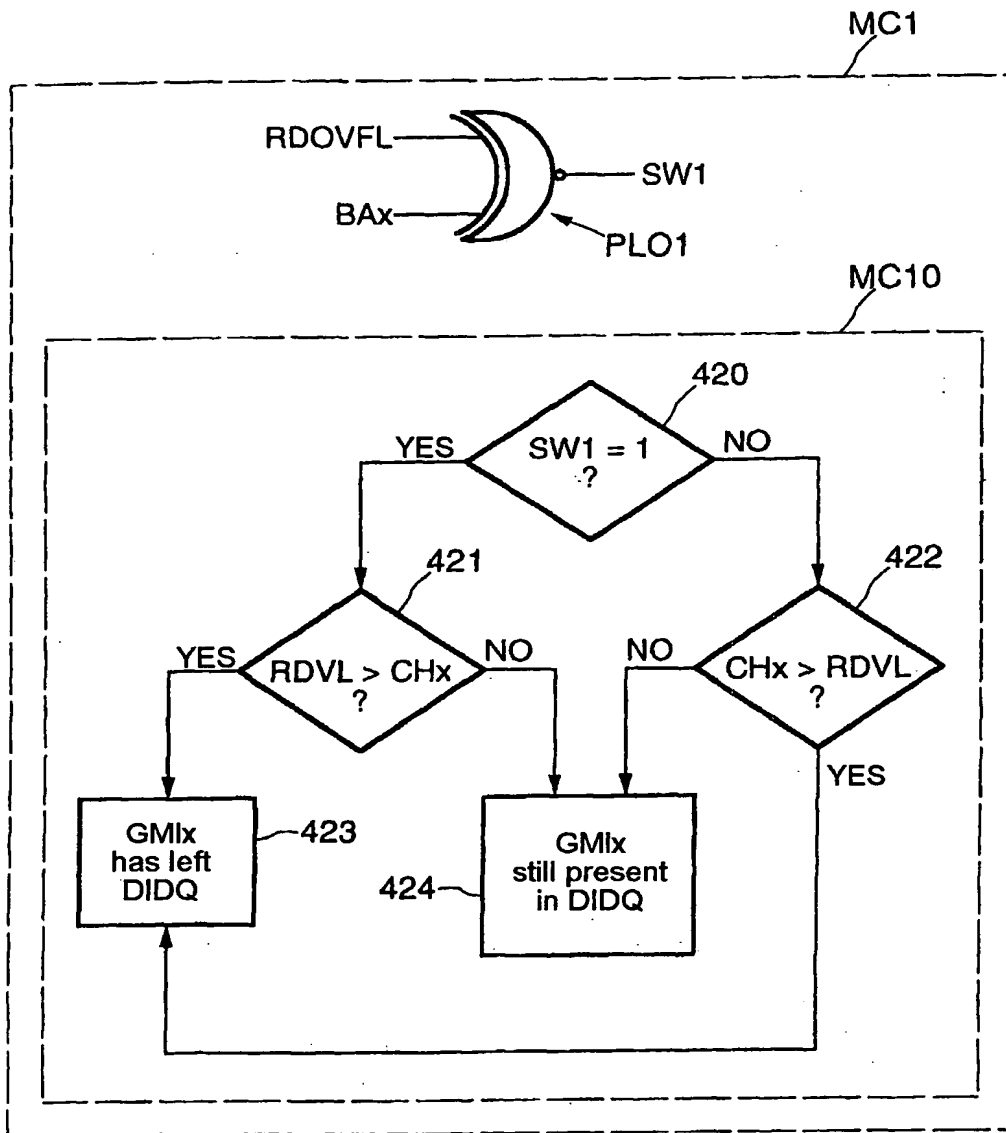 MC1
RDOVFL
SW1
BAx
PLO1
MC10
420
YES
SW1 = 1
?
NO
421
422
YES
RDVL > CHx
?
NO
NO
CHx > RDVL
?
YES
GMIx
has left
DIDQ
423
GMIx
still present
in DIDQ
424